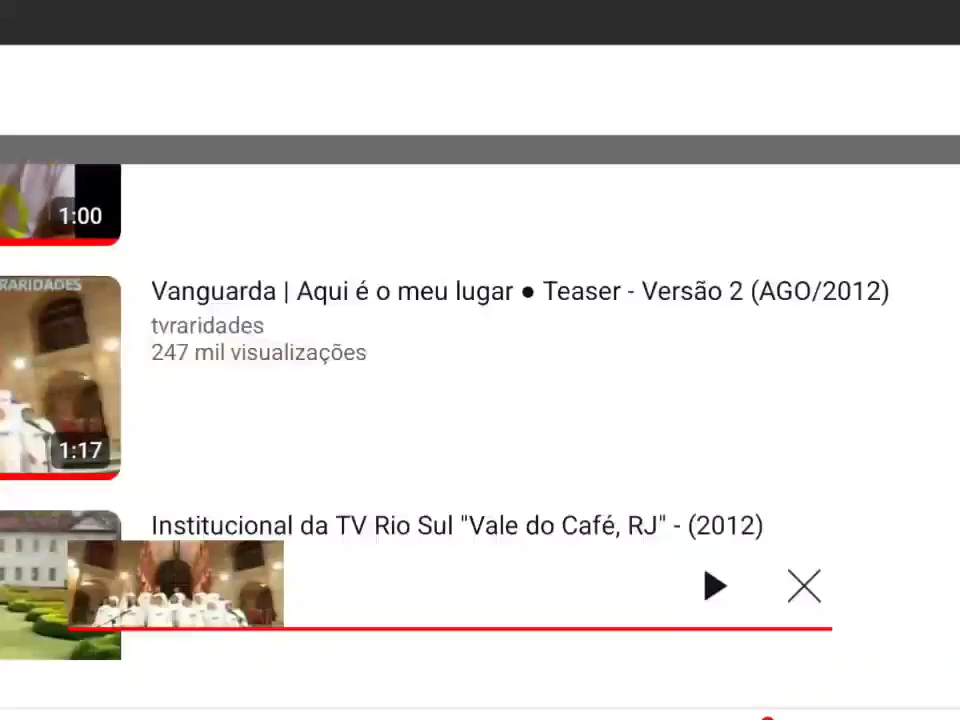 1:00
RARIDADES
Vanguarda | Aqui é o meu lugar ● Teaser - Versão 2 (AGO/2012)
tvraridades
247 mil visualizações
1:17
Institucional da TV Rio Sul "Vale do Café, RJ" - (2012)